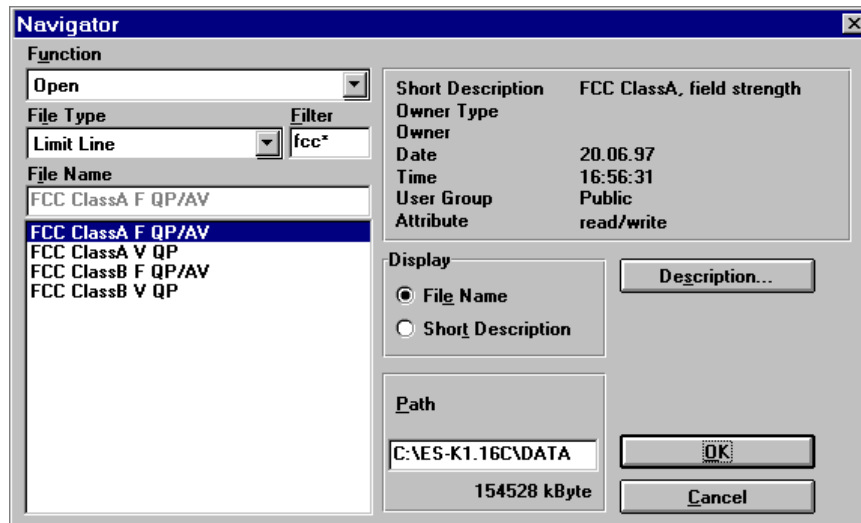 Navigator
Function
Open
File Type Filter
Limit Line fcc*
File Name
FCC ClassA F QP/AV
FCC ClassA F QP/AV
FCC ClassA V QP
FCC ClassB F QP/AV
FCC ClassB V QP
Short Description FCC ClassA, field strength
Owner Type
Owner
Date 20.06.97
Time 16:56:31
User Group Public
Attribute read/write
Display
File Name
Short Description
Description...
Path
C:\ES-K1.16C\DATA
154528 kByte
OK
Cancel